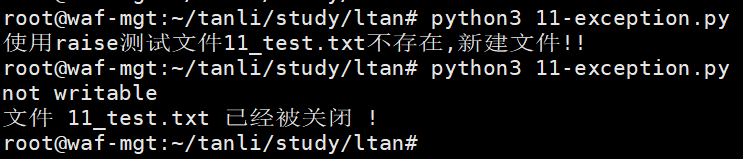 root@waf-mgt:~/tanli/study/ltan# python3 11-exception.py
使用raise测试文件11_test.txt不存在,新建文件!!
root@waf-mgt:~/tanli/study/ltan# python3 11-exception.py
not writable
文件 11_test.txt 已经被关闭 !
root@waf-mgt:~/tanli/study/ltan#